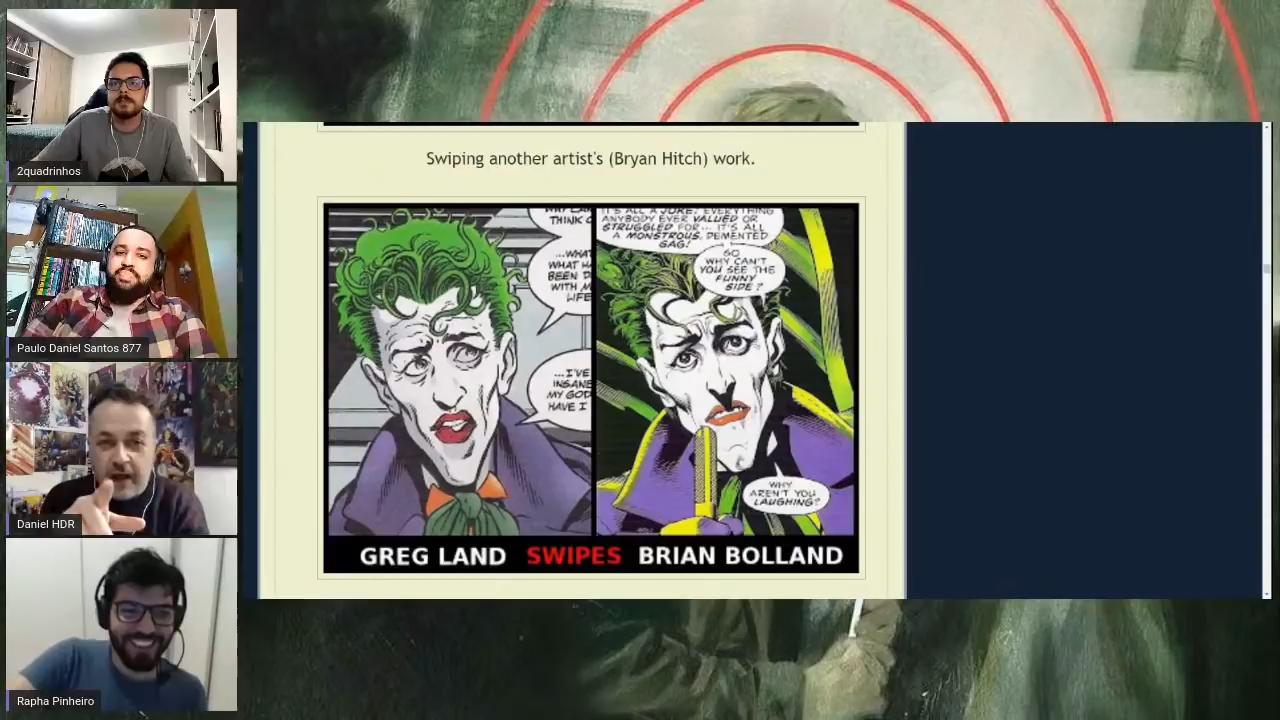 2quadrinhos
Paulo Daniel Santos 877
Daniel HDR
Rapha Pinheiro
Swiping another artist's (Bryan Hitch) work.
THINK
...WHAT
WHAT
BEEN
WITH
LIFE
...I'VE
INSANE
MY GOD
HAVE I
IT'S ALL A JOKE! EVERYTHING
ANYBODY EVER VALUED OR
STRUGGLED FOR... IT'S ALL
A MONSTROUS, DEMENTED
GAG!
SO
WHY CAN'T
YOU SEE THE
FUNNY
SIDE?
WHY
AREN'T YOU
LAUGHING?
GREG LAND SWIPES BRIAN BOLLAND